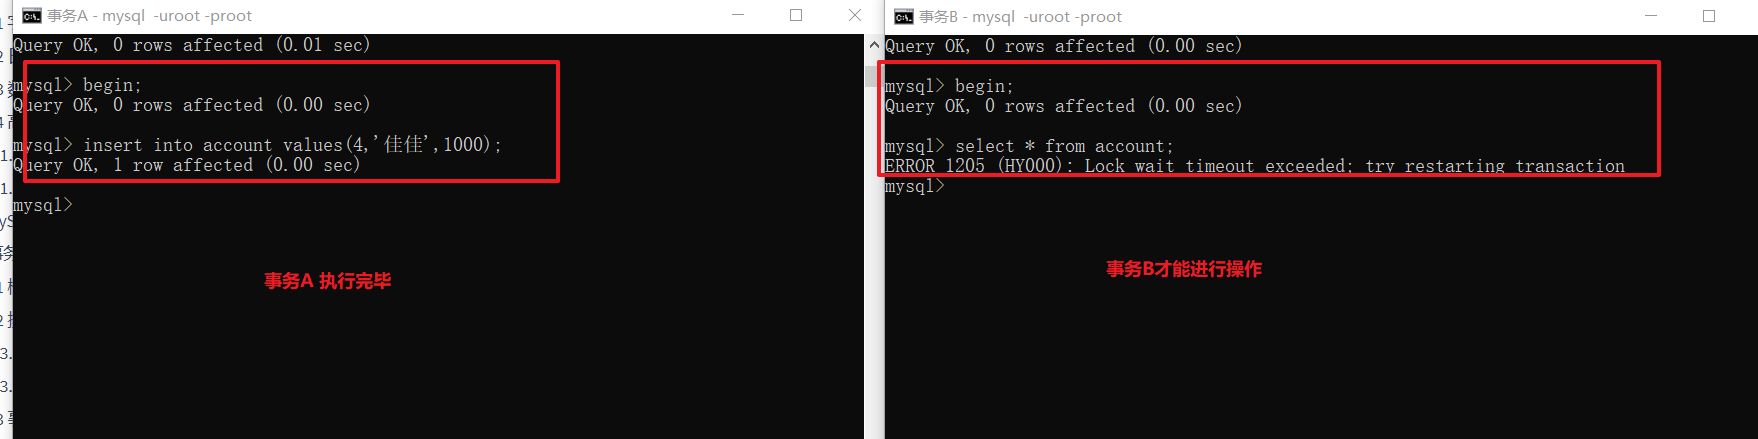 事务A - mysql  -uroot -proot
Query OK, 0 rows affected (0.01 sec)
mysql> begin;
Query OK, 0 rows affected (0.00 sec)
mysql> insert into account values(4,'佳佳',1000);
Query OK, 1 row affected (0.00 sec)
mysql>
事务A 执行完毕
事务B - mysql  -uroot -proot
Query OK, 0 rows affected (0.00 sec)
mysql> begin;
Query OK, 0 rows affected (0.00 sec)
mysql> select * from account;
ERROR 1205 (HY000): Lock wait timeout exceeded; try restarting transaction
mysql>
事务B才能进行操作